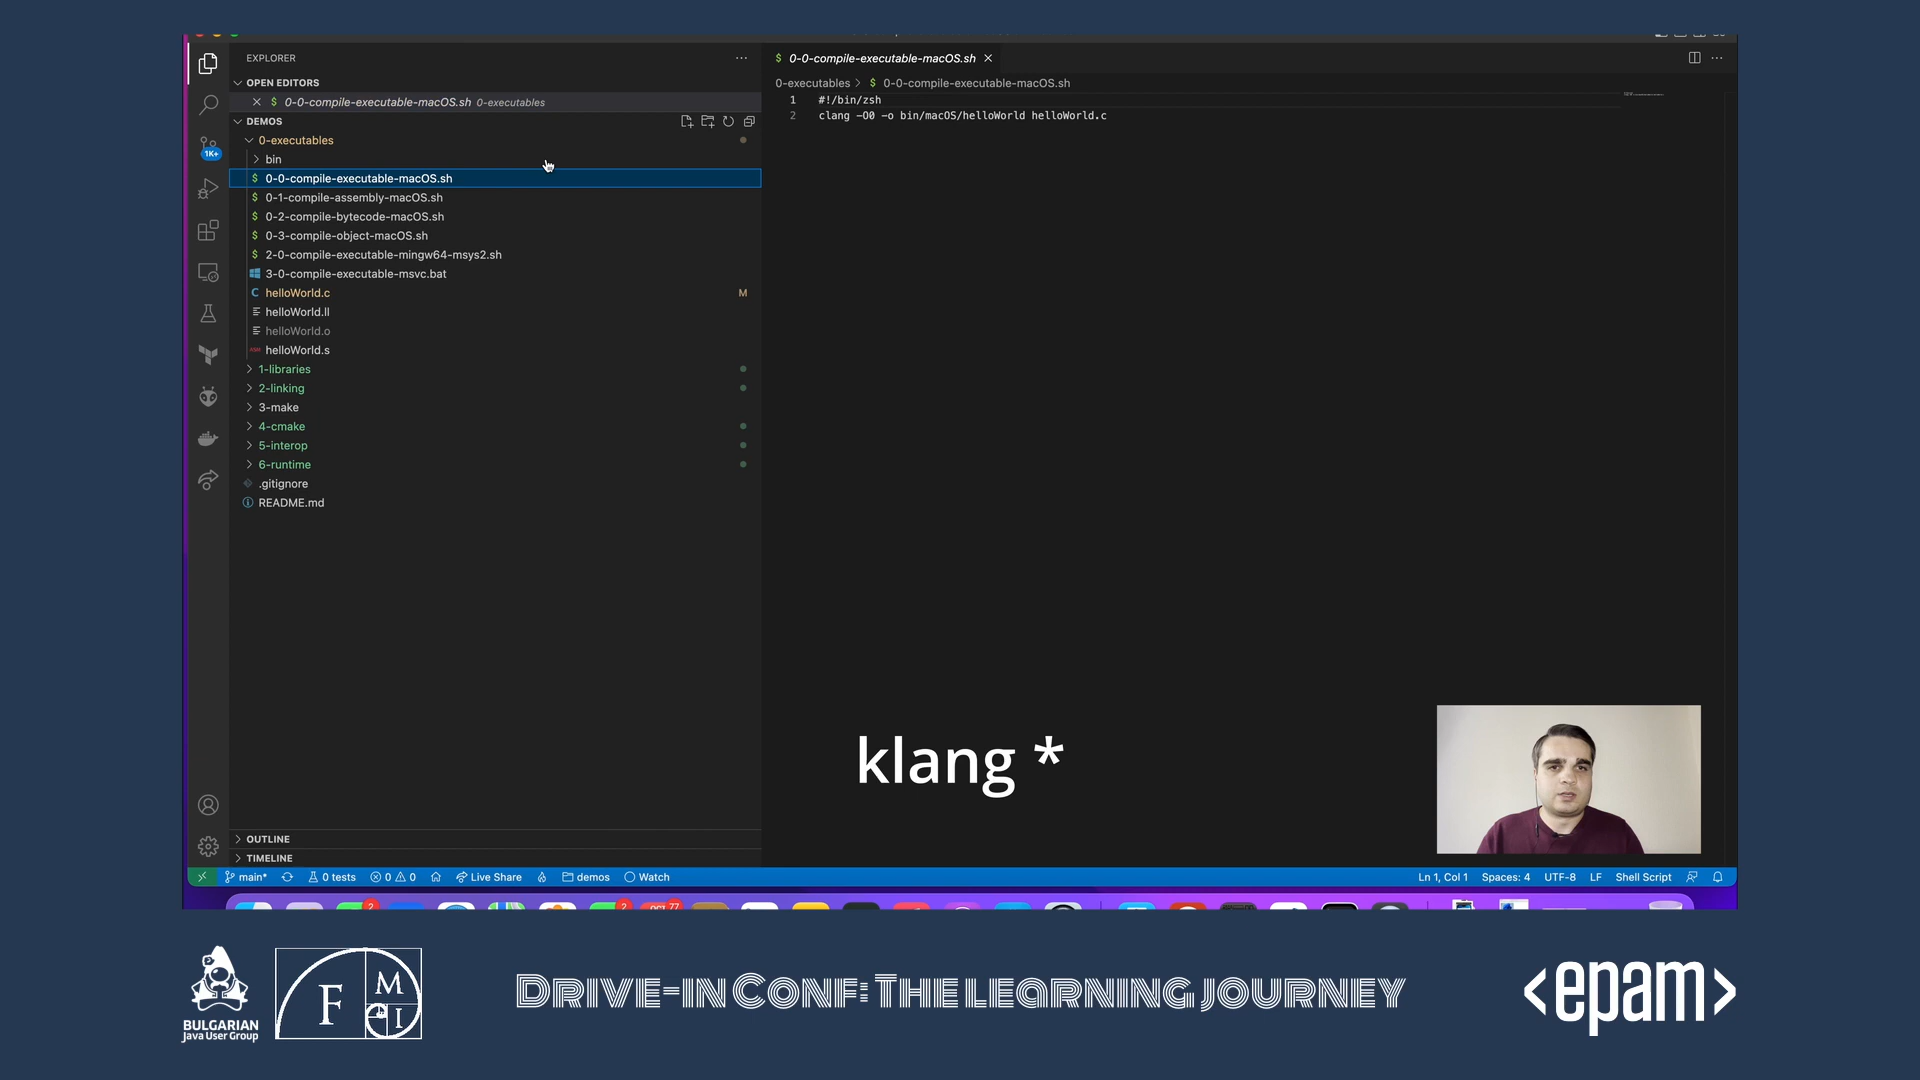 EXPLORER
OPEN EDITORS
0-0-compile-executable-macOS.sh 0-executables
DEMOS
0-executables
bin
0-0-compile-executable-macOS.sh
0-1-compile-assembly-macOS.sh
0-2-compile-bytecode-macOS.sh
0-3-compile-object-macOS.sh
2-0-compile-executable-mingw64-msys2.sh
3-0-compile-executable-msvc.bat
helloWorld.c M
helloWorld.ll
helloWorld.o
helloWorld.s
1-libraries
2-linking
3-make
4-cmake
5-interop
6-runtime
.gitignore
README.md
1K+
OUTLINE
TIMELINE
0-0-compile-executable-macOS.sh
0-executables > $ 0-0-compile-executable-macOS.sh
1 #!/bin/zsh
2 clang -O0 -o bin/macOS/helloWorld helloWorld.c
klang *
main* 0 tests 0 0 Live Share demos Watch Ln 1, Col 1 Spaces: 4 UTF-8 LF Shell Script
2 2 77
BULGARIAN
Java User Group
F M I
DRIVE-IN CONF: THE LEARNING JOURNEY
<epam>